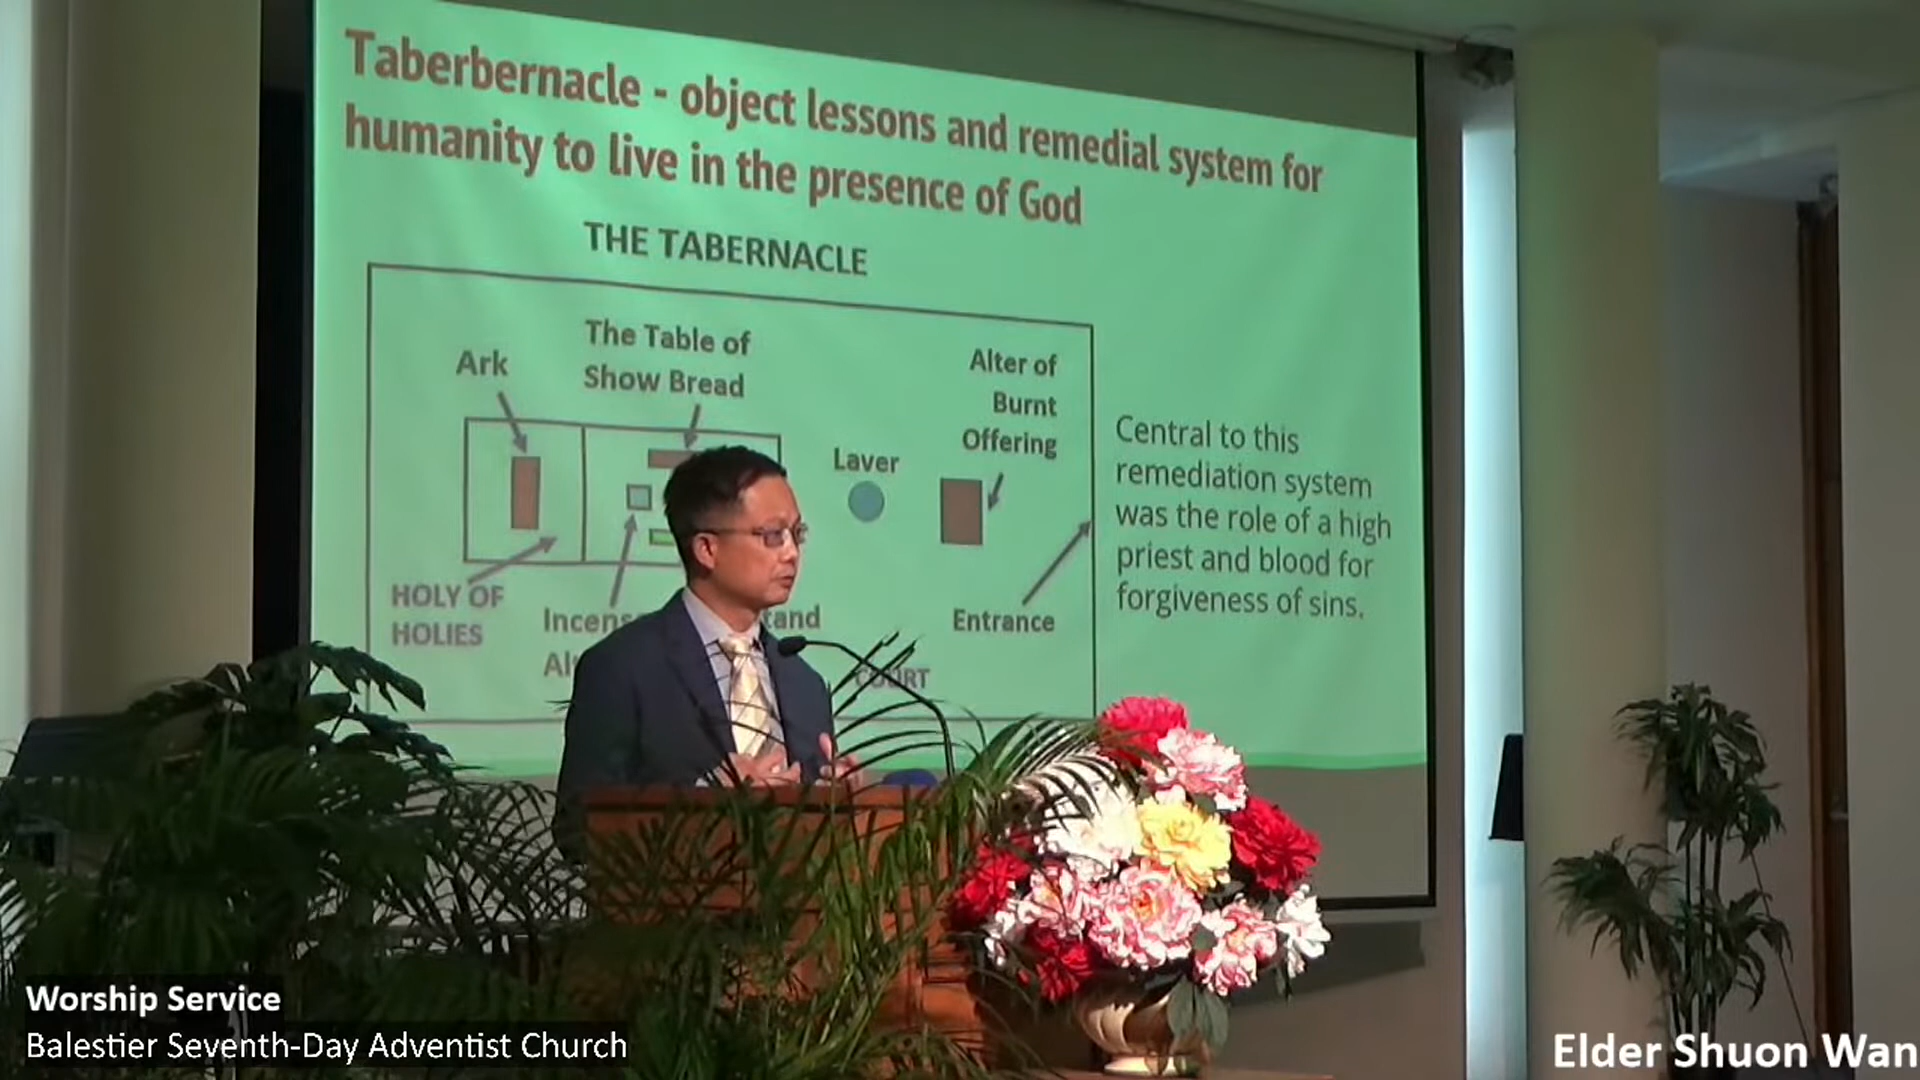 Taberbernacle - object lessons and remedial system for
humanity to live in the presence of God
THE TABERNACLE
Ark
The Table of
Show Bread
Laver
Alter of
Burnt
Offering
HOLY OF
HOLIES
Entrance
Central to this
remediation system
was the role of a high
priest and blood for
forgiveness of sins.
Worship Service
Balestier Seventh-Day Adventist Church
Elder Shuon Wan